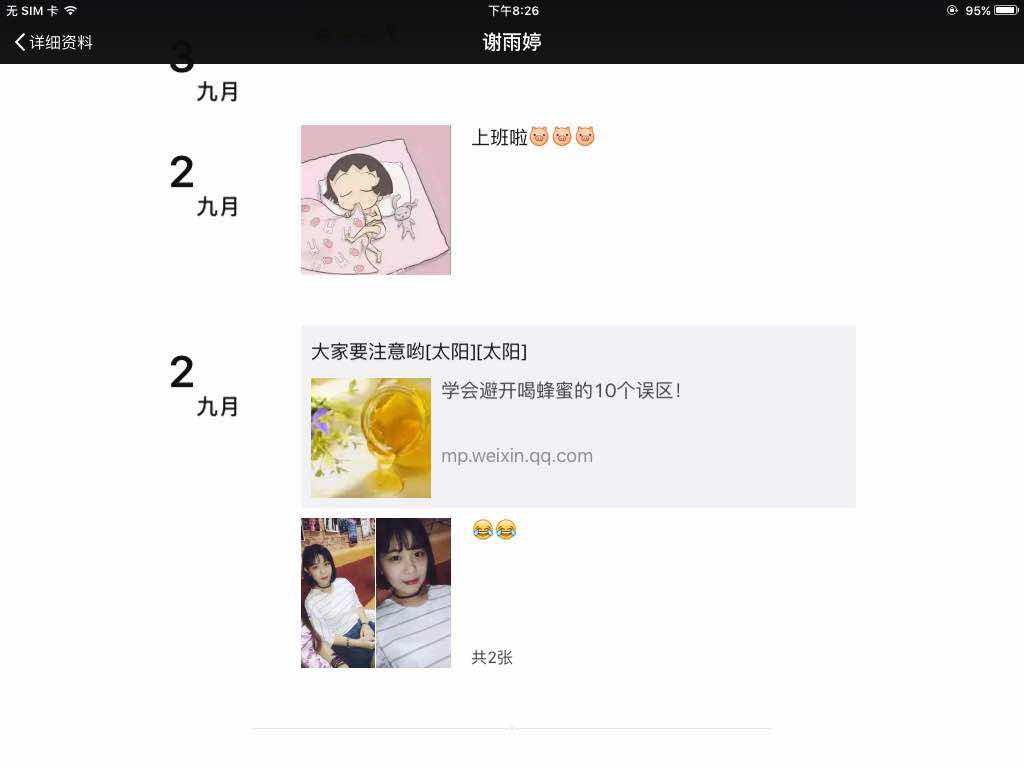 无 SIM 卡
下午8:26
95%
详细资料
谢雨婷
3
九月
2
九月
上班啦🐷🐷🐷
2
九月
大家要注意哟[太阳][太阳]
学会避开喝蜂蜜的10个误区！
mp.weixin.qq.com
😂😂
共2张